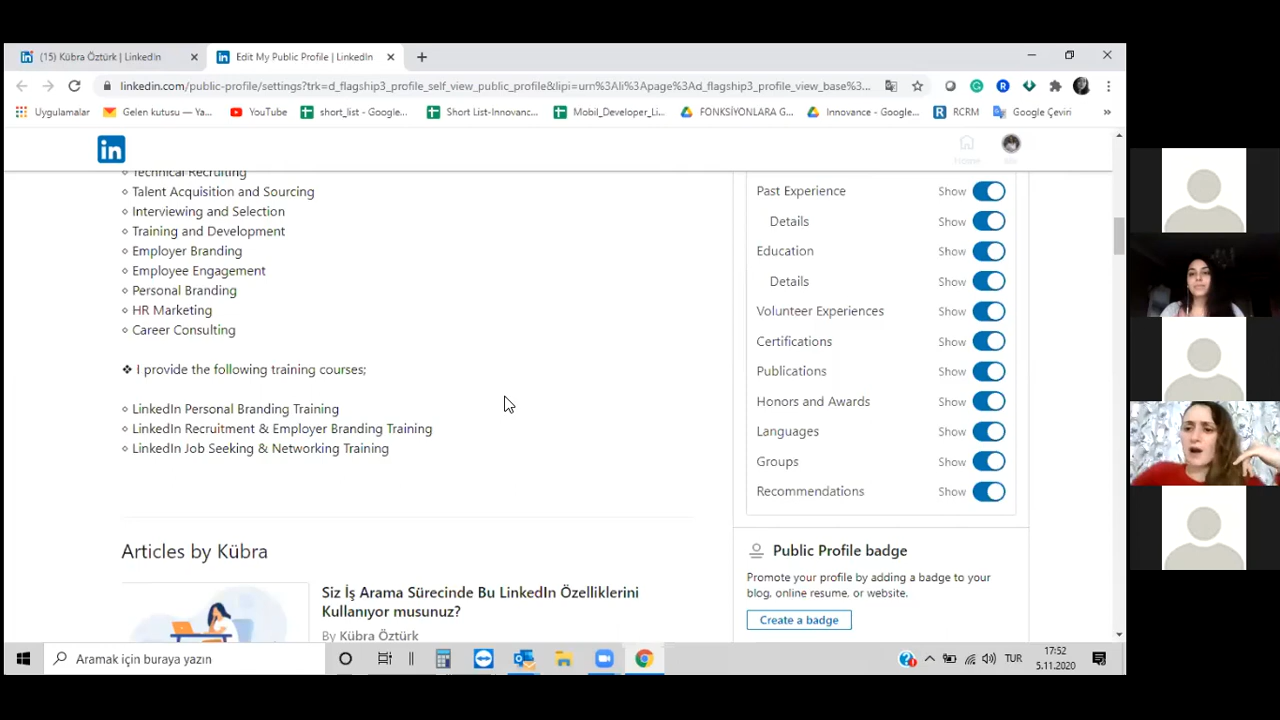 (15) Kübra Öztürk | LinkedIn
Edit My Public Profile | LinkedIn
linkedin.com/public-profile/settings?trk=d_flagship3_profile_self_view_public_profile&lipi=urn%3Ali%3Apage%3Ad_flagship3_profile_view_base%3...
Uygulamalar
Gelen kutusu — Ya...
YouTube
short_list - Google...
Short List-Innovanc...
Mobil_Developer_Li...
FONKSİYONLARA G...
Innovance - Google...
RCRM
Google Çeviri
»
in
Technical Recruiting
⋄ Talent Acquisition and Sourcing
⋄ Interviewing and Selection
⋄ Training and Development
⋄ Employer Branding
⋄ Employee Engagement
⋄ Personal Branding
⋄ HR Marketing
⋄ Career Consulting
❖ I provide the following training courses;
⋄ LinkedIn Personal Branding Training
⋄ LinkedIn Recruitment & Employer Branding Training
⋄ LinkedIn Job Seeking & Networking Training
Articles by Kübra
Siz İş Arama Sürecinde Bu LinkedIn Özelliklerini
Kullanıyor musunuz?
By Kübra Öztürk
Past Experience Show
Details Show
Education Show
Details Show
Volunteer Experiences Show
Certifications Show
Publications Show
Honors and Awards Show
Languages Show
Groups Show
Recommendations Show
Public Profile badge
Promote your profile by adding a badge to your
blog, online resume, or website.
Create a badge
Aramak için buraya yazın
TUR
17:52
5.11.2020